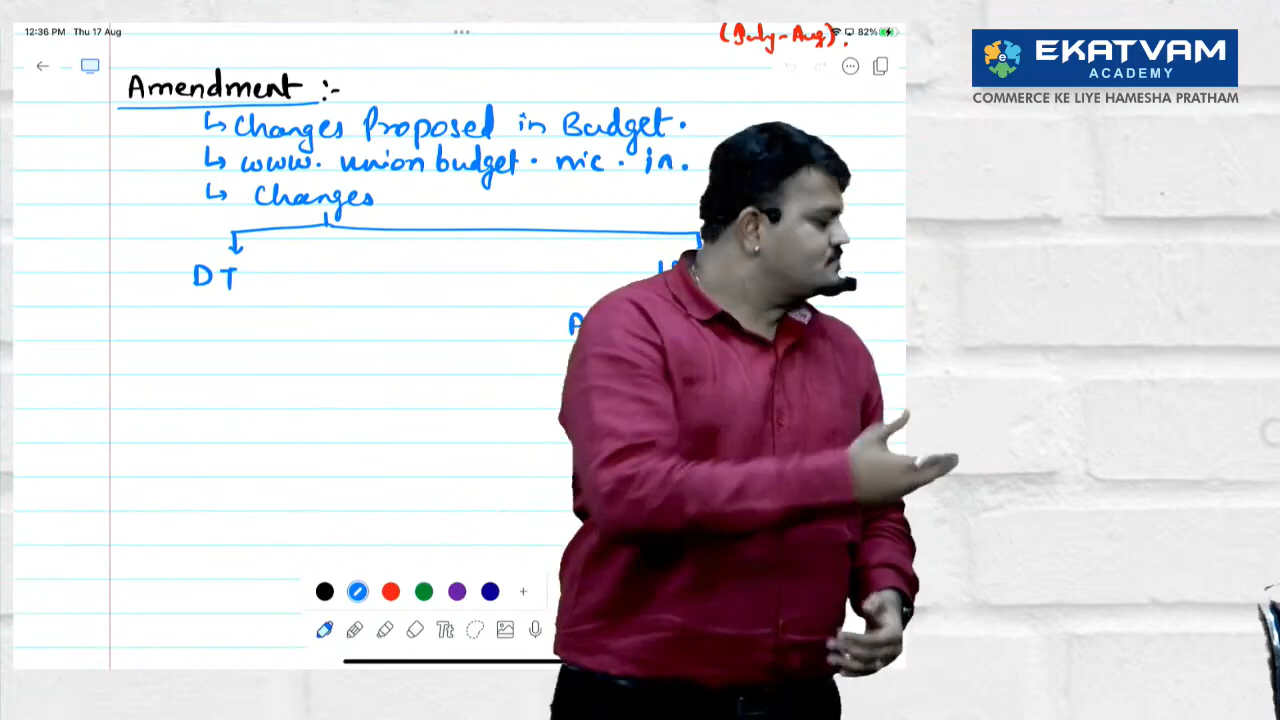 12:36 PM Thu 17 Aug
(July-Aug).
82%
EKATVAM
ACADEMY
COMMERCE KE LIYE HAMESHA PRATHAM
Amendment :-
↳ Changes Proposed in Budget.
↳ www. union budget. nic. in.
↳ Changes
DT
A
Tt